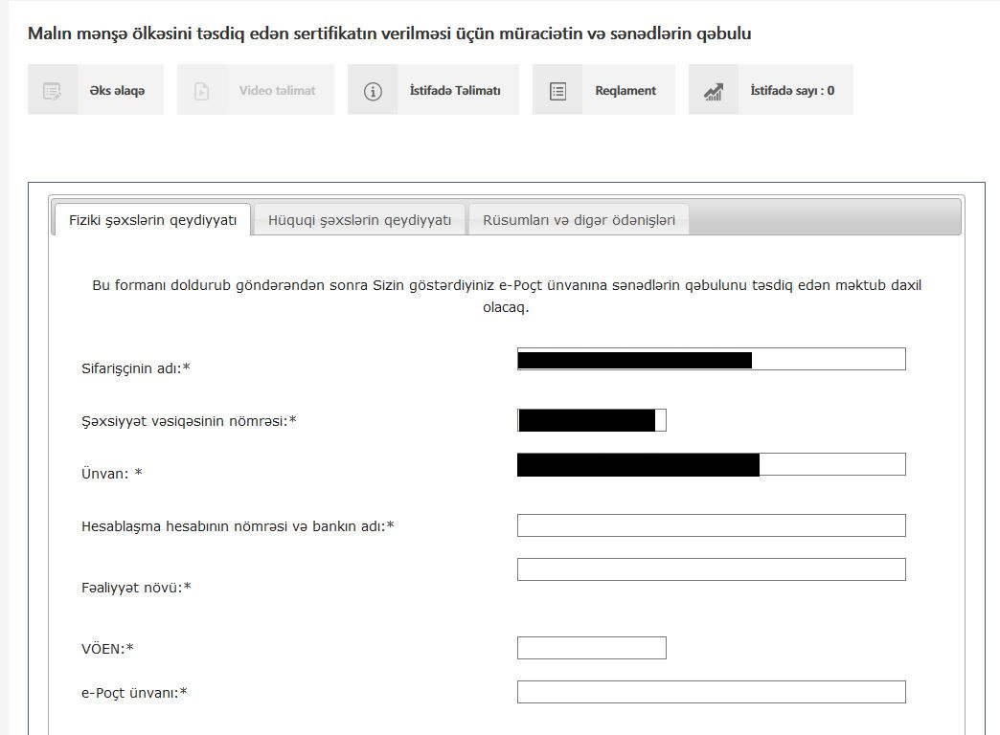 Malın mənşə ölkəsini təsdiq edən sertifikatın verilməsi üçün müraciətin və sənədlərin qəbulu
Əks əlaqə
Video təlimat
İstifadə Təlimatı
Reqlament
İstifadə sayı : 0
Fiziki şəxslərin qeydiyyatı
Hüquqi şəxslərin qeydiyyatı
Rüsumları və digər ödənişləri
Bu formanı doldurub göndərəndən sonra Sizin göstərdiyiniz e-Poçt ünvanına sənədlərin qəbulunu təsdiq edən məktub daxil
olacaq.
Sifarişçinin adı:*
Şəxsiyyət vəsiqəsinin nömrəsi:*
Ünvan: *
Hesablaşma hesabının nömrəsi və bankın adı:*
Fəaliyyət növü:*
VÖEN:*
e-Poçt ünvanı:*